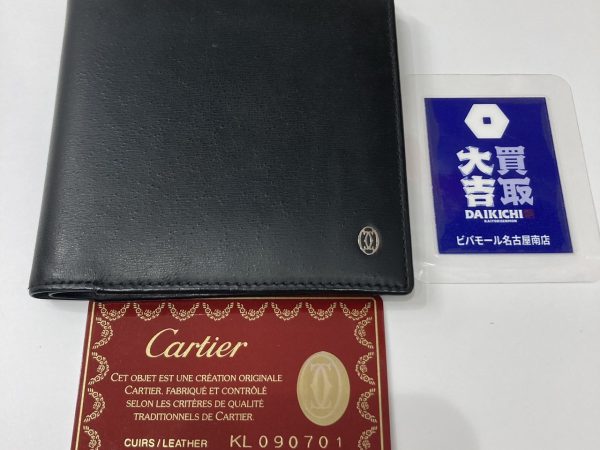 買取
大吉
DAIKICHI
KAITORISENMON
ビバモール名古屋南店
Cartier
CET OBJET EST UNE CRÉATION ORIGINALE
CARTIER, FABRIQUÉ ET CONTRÔLÉ
SELON LES CRITÈRES DE QUALITÉ
TRADITIONNELS DE CARTIER.
CUIRS/LEATHER KL 090701